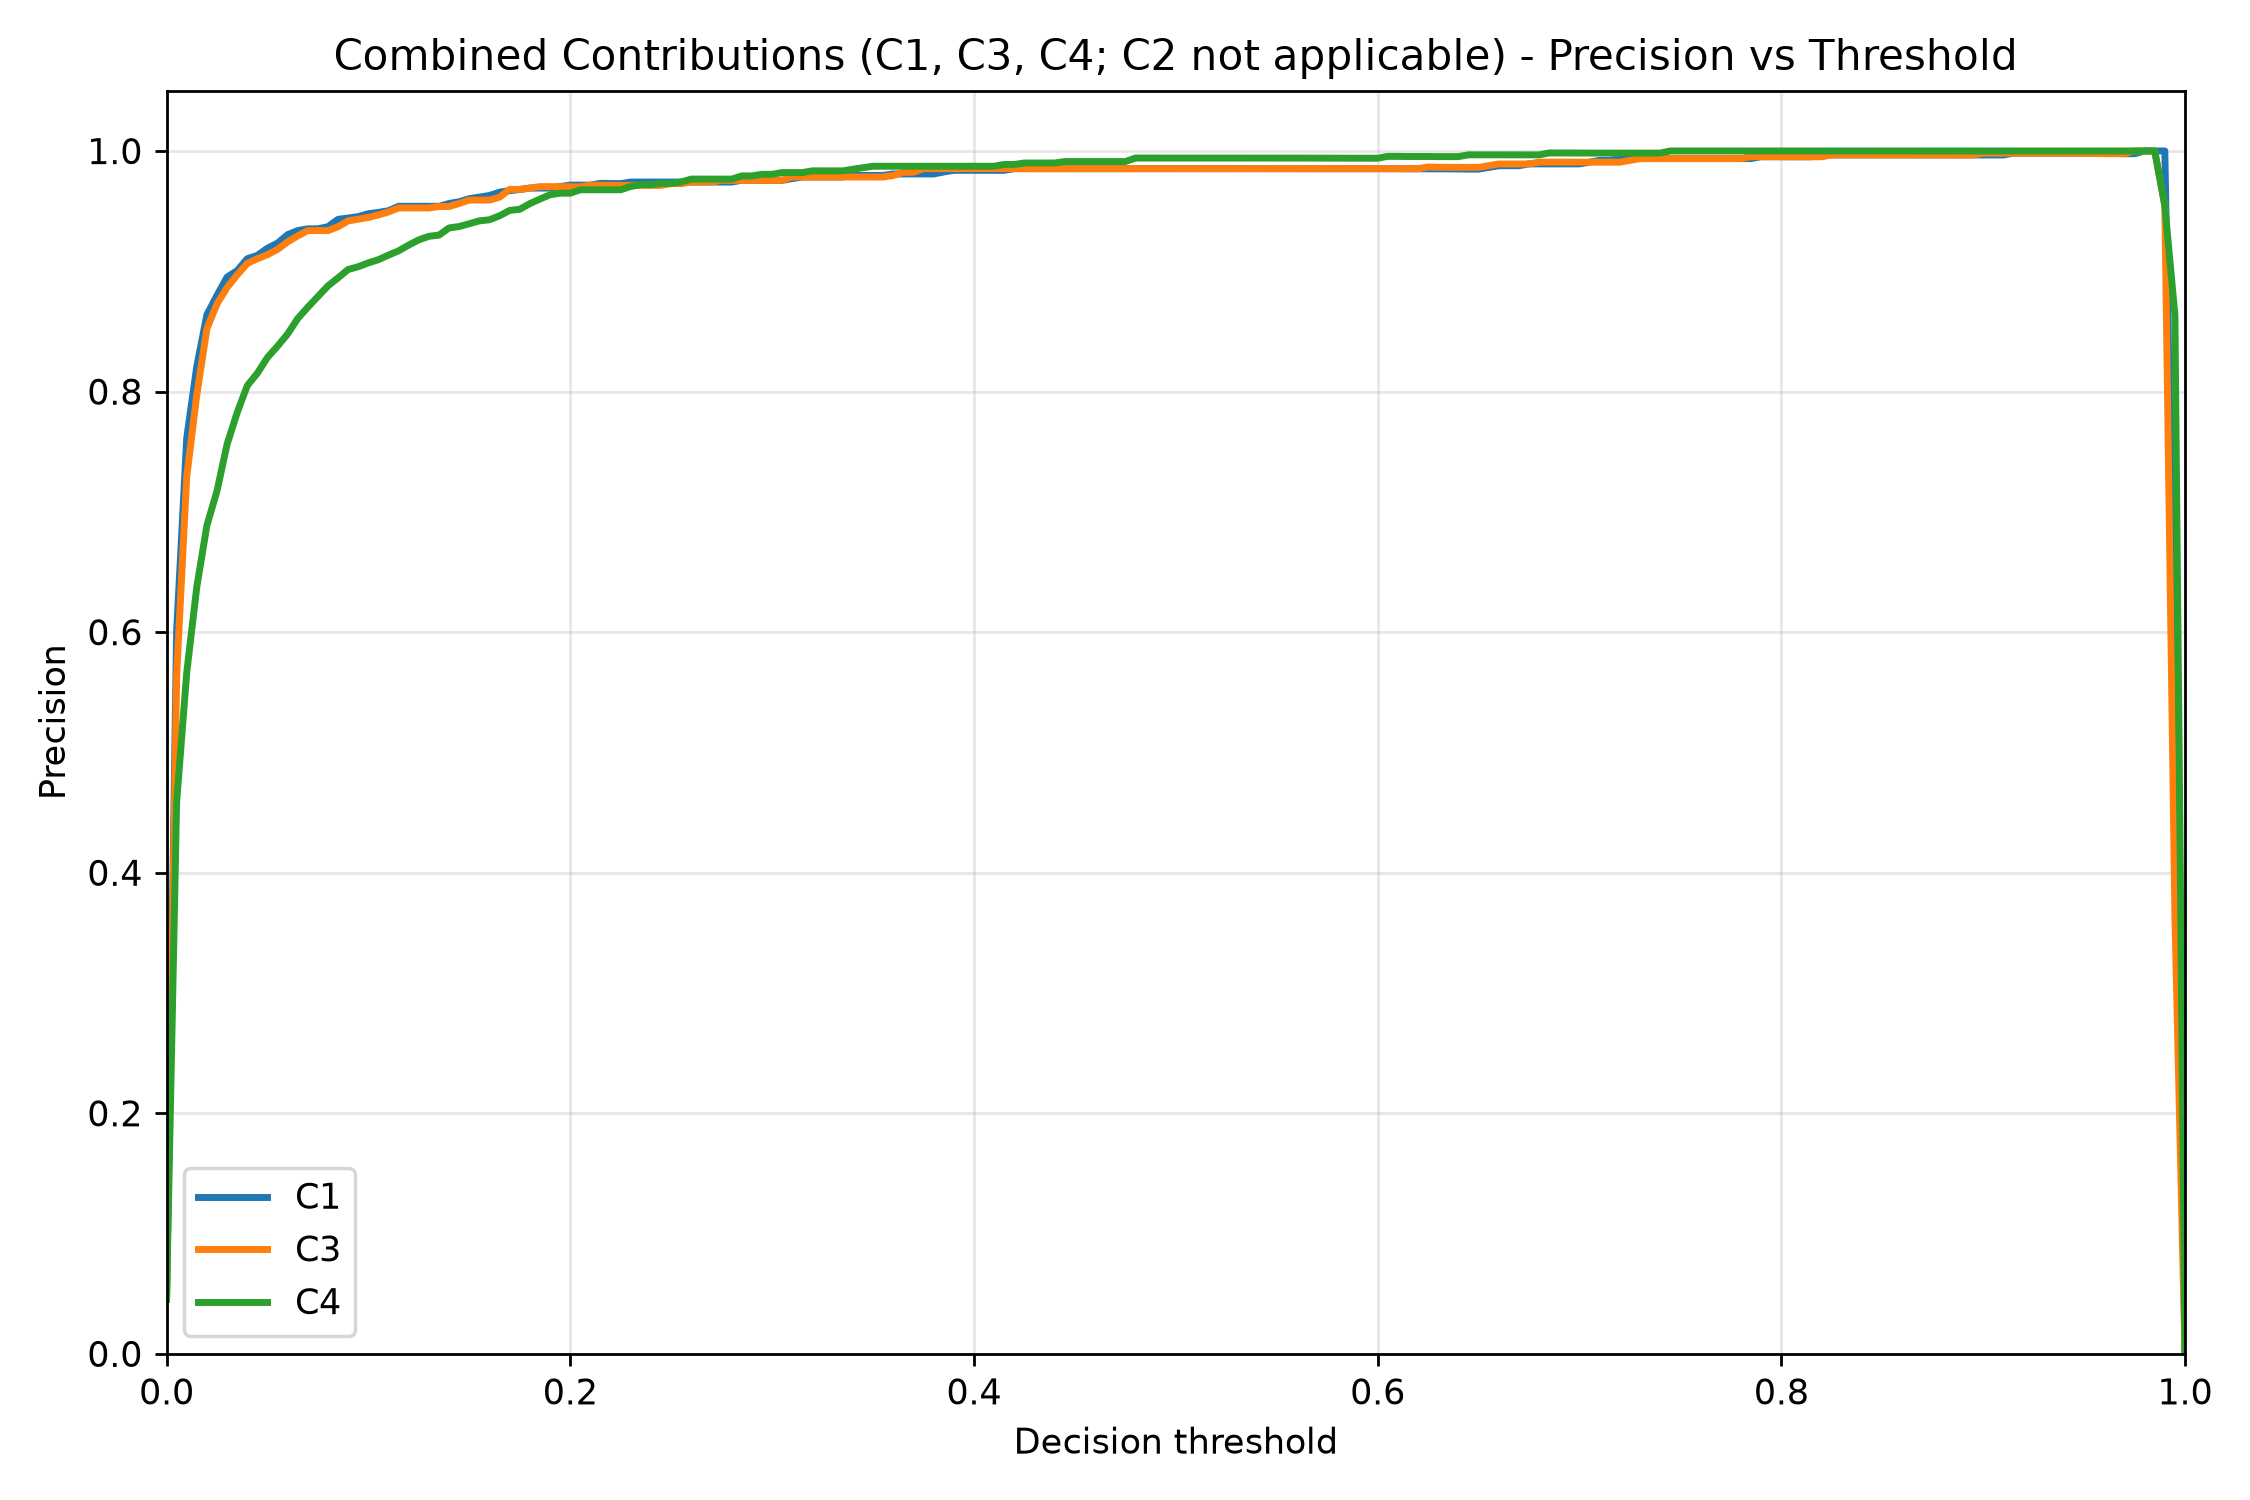 Combined Contributions (C1, C3, C4; C2 not applicable) - Precision vs Threshold
1.0
0.8
0.6
0.4
0.2
0.0
Precision
C1
C3
C4
0.0 0.2 0.4 0.6 0.8 1.0
Decision threshold